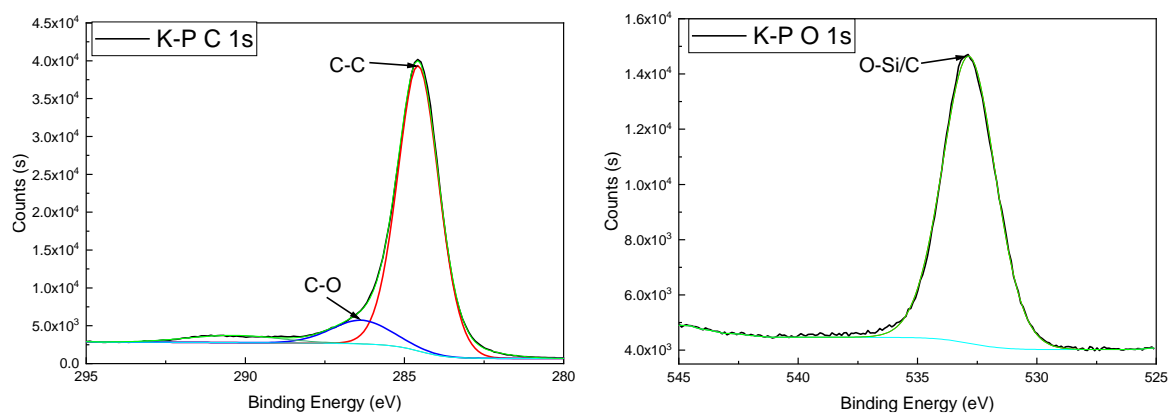 K-P C 1s
C-C
C-O
4.5x10⁴
4.0x10⁴
3.5x10⁴
3.0x10⁴
2.5x10⁴
2.0x10⁴
1.5x10⁴
1.0x10⁴
5.0x10³
0.0
Counts (s)
295 290 285 280
Binding Energy (eV)
K-P O 1s
O-Si/C
1.6x10⁴
1.4x10⁴
1.2x10⁴
1.0x10⁴
8.0x10³
6.0x10³
4.0x10³
Counts (s)
545 540 535 530 525
Binding Energy (eV)